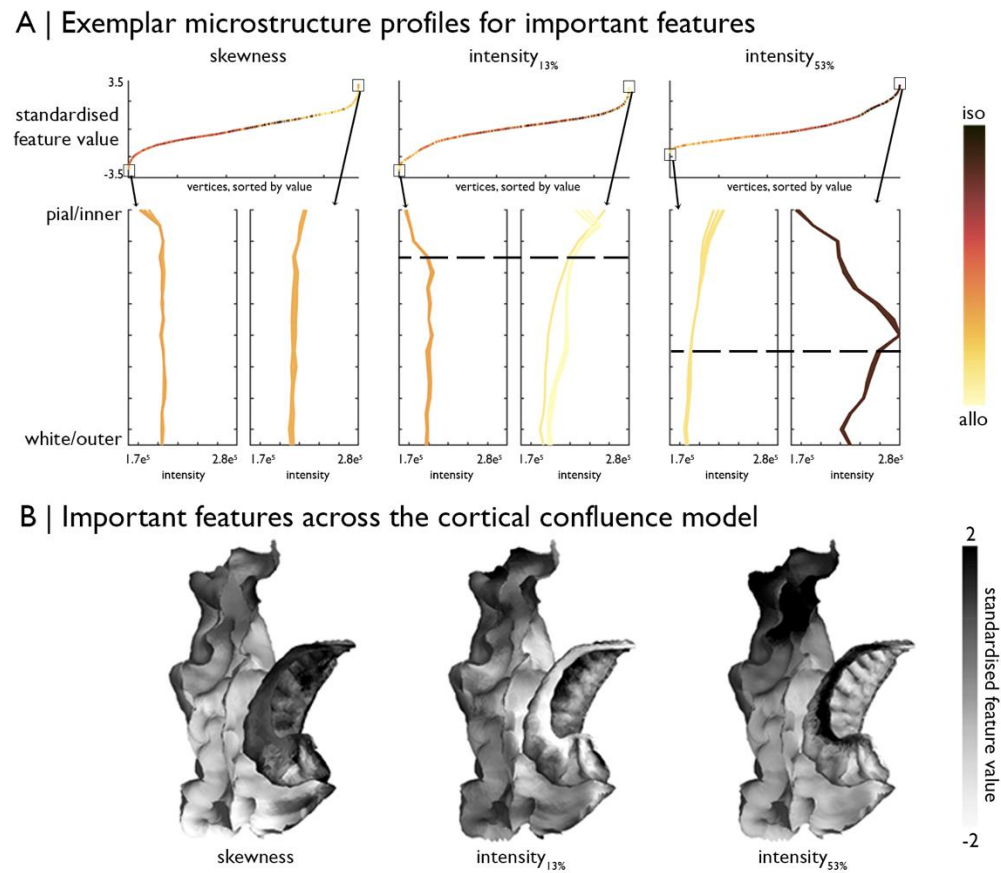 A | Exemplar microstructure profiles for important features
skewness
intensity13%
intensity53%
3.5
standardised
feature value
-3.5
vertices, sorted by value
vertices, sorted by value
vertices, sorted by value
iso
allo
pial/inner
white/outer
1.7e⁵ 2.8e⁵ 1.7e⁵ 2.8e⁵ 1.7e⁵ 2.8e⁵ 1.7e⁵ 2.8e⁵ 1.7e⁵ 2.8e⁵ 1.7e⁵ 2.8e⁵
intensity intensity intensity intensity intensity intensity
B | Important features across the cortical confluence model
2
standardised feature value
-2
skewness
intensity13%
intensity53%